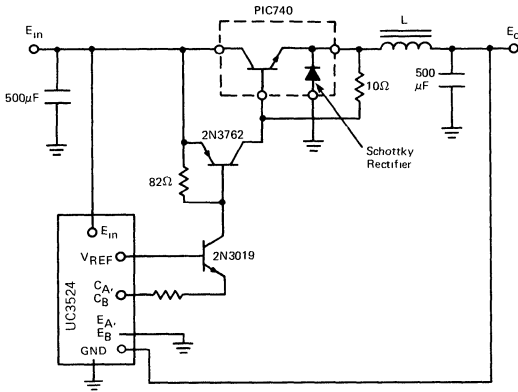 PIC740
Ein
L
Eo
500μF
10Ω
500
μF
2N3762
Schottky
Rectifier
82Ω
Ein
VREF
2N3019
CA,
CB
UC3524
EA,
EB
GND